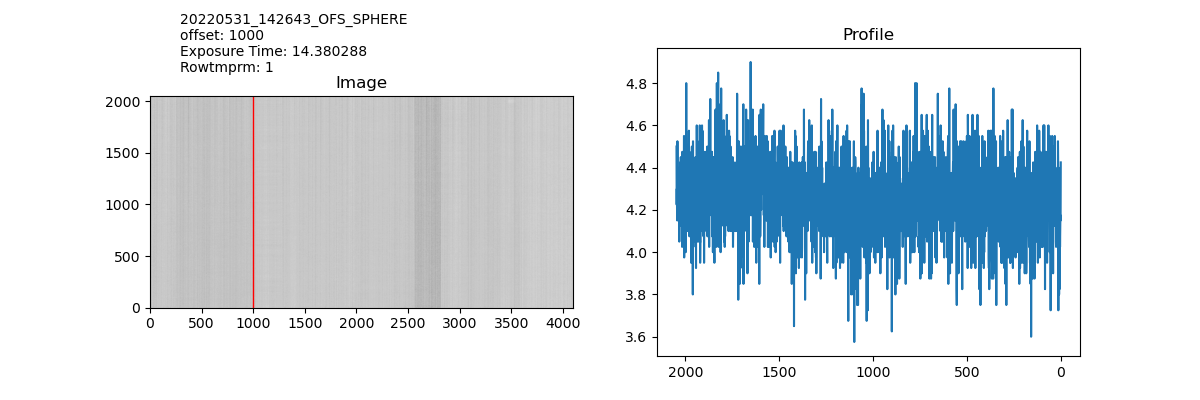 20220531_142643_OFS_SPHERE
offset: 1000
Exposure Time: 14.380288
Rowtmprm: 1
Image
2000
1500
1000
500
0
0 500 1000 1500 2000 2500 3000 3500 4000
Profile
4.8
4.6
4.4
4.2
4.0
3.8
3.6
2000 1500 1000 500 0